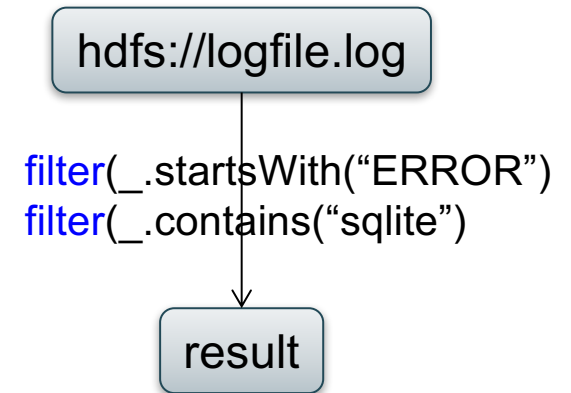 hdfs://logfile.log
filter(_.startsWith(“ERROR”)
filter(_.contains(“sqlite”)
result